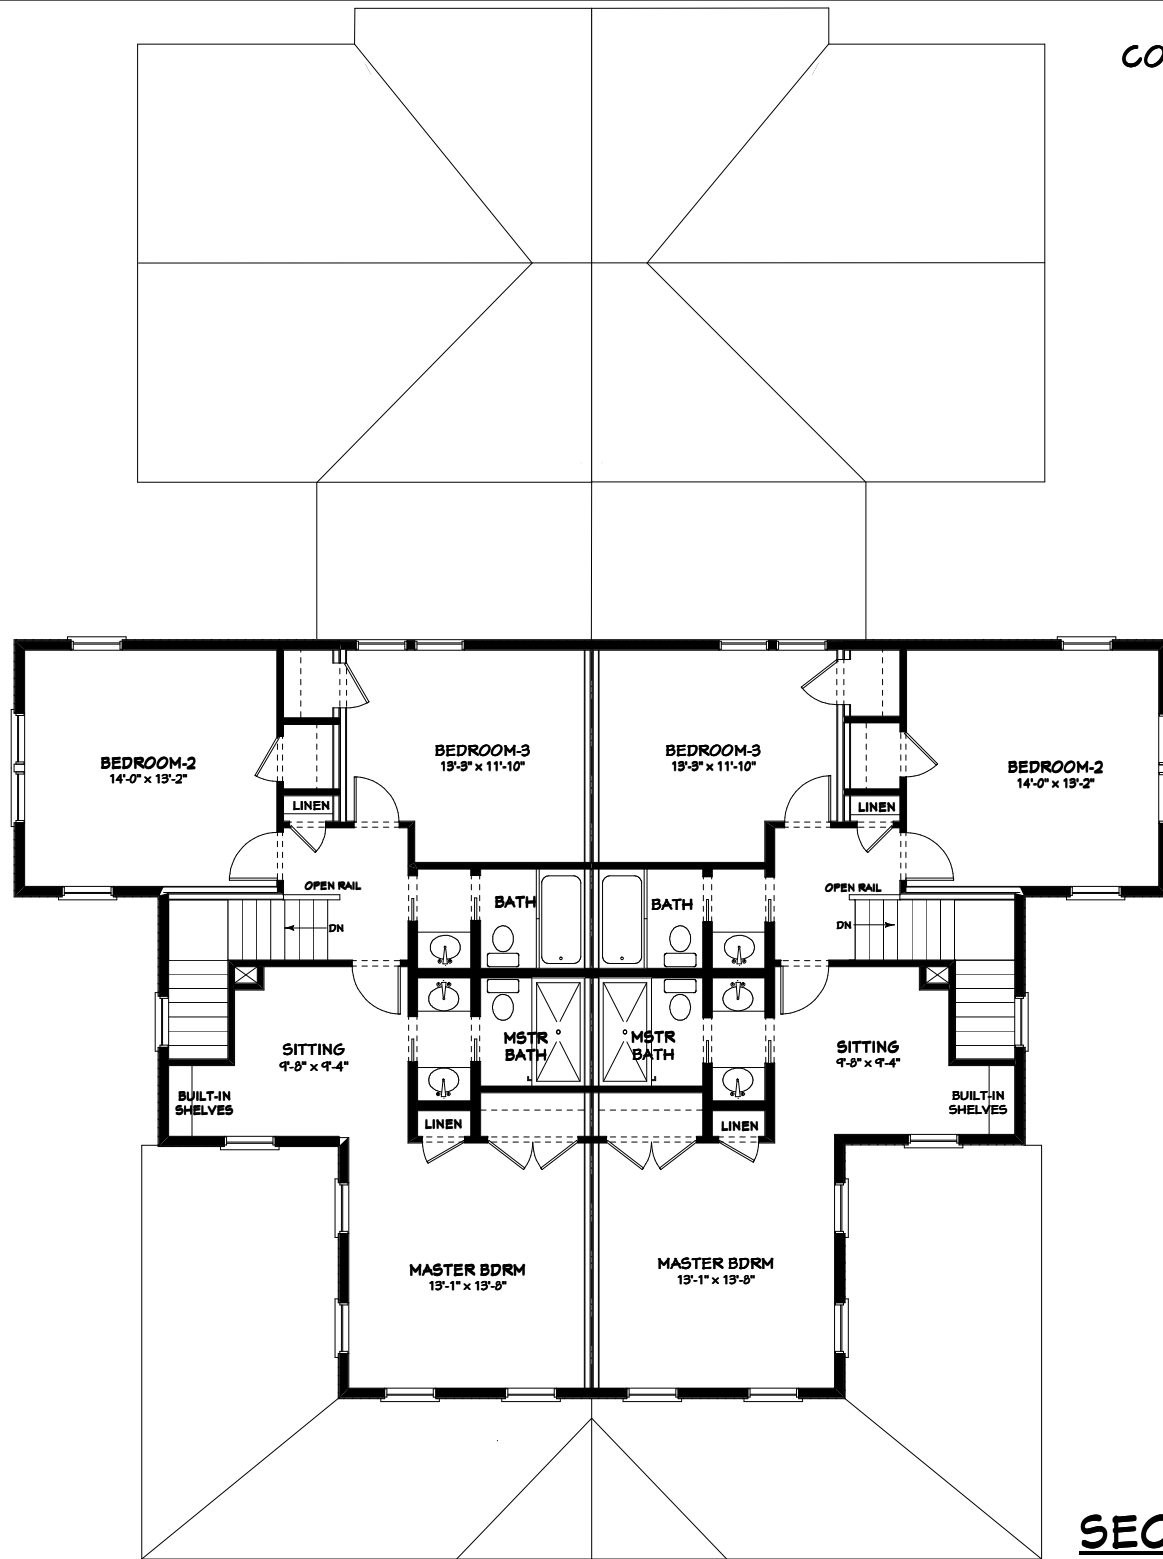 CO
BEDROOM-2
14'-0" x 13'-2"
BEDROOM-3
13'-3" x 11'-10"
BEDROOM-3
13'-3" x 11'-10"
BEDROOM-2
14'-0" x 13'-2"
LINEN
LINEN
OPEN RAIL
OPEN RAIL
BATH
BATH
DN
DN
SITTING
9'-8" x 9'-4"
MSTR
BATH
MSTR
BATH
SITTING
9'-8" x 9'-4"
BUILT-IN
SHELVES
BUILT-IN
SHELVES
LINEN
LINEN
MASTER BDRM
13'-1" x 13'-8"
MASTER BDRM
13'-1" x 13'-8"
SEC